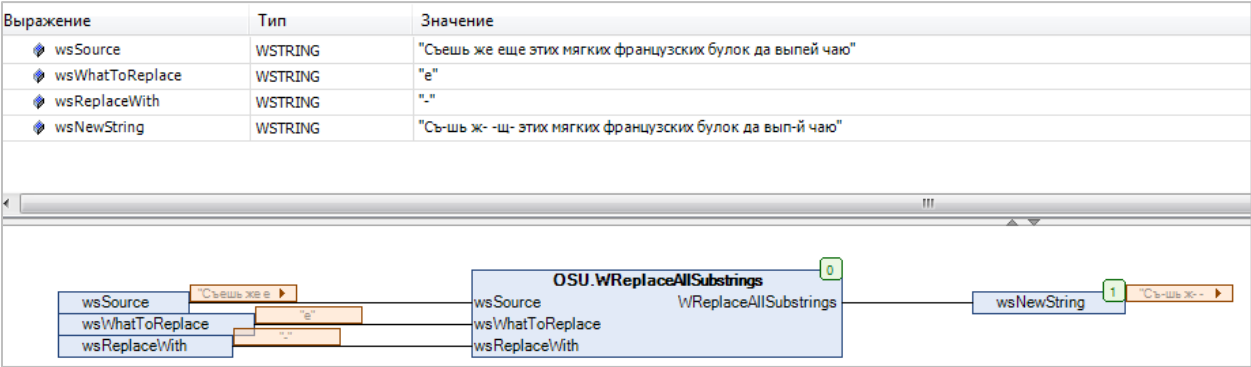 Выражение Тип Значение
wsSource WSTRING "Съешь же еще этих мягких французских булок да выпей чаю"
wsWhatToReplace WSTRING "е"
wsReplaceWith WSTRING "-"
wsNewString WSTRING "Съ-шь ж- -щ- этих мягких французских булок да вып-й чаю"
OSU.WReplaceAllSubstrings 0
wsSource "Съешь же е wsSource WReplaceAllSubstrings wsNewString 1 "Съ-шь ж- -
wsWhatToReplace "е" wsWhatToReplace
wsReplaceWith "-" wsReplaceWith